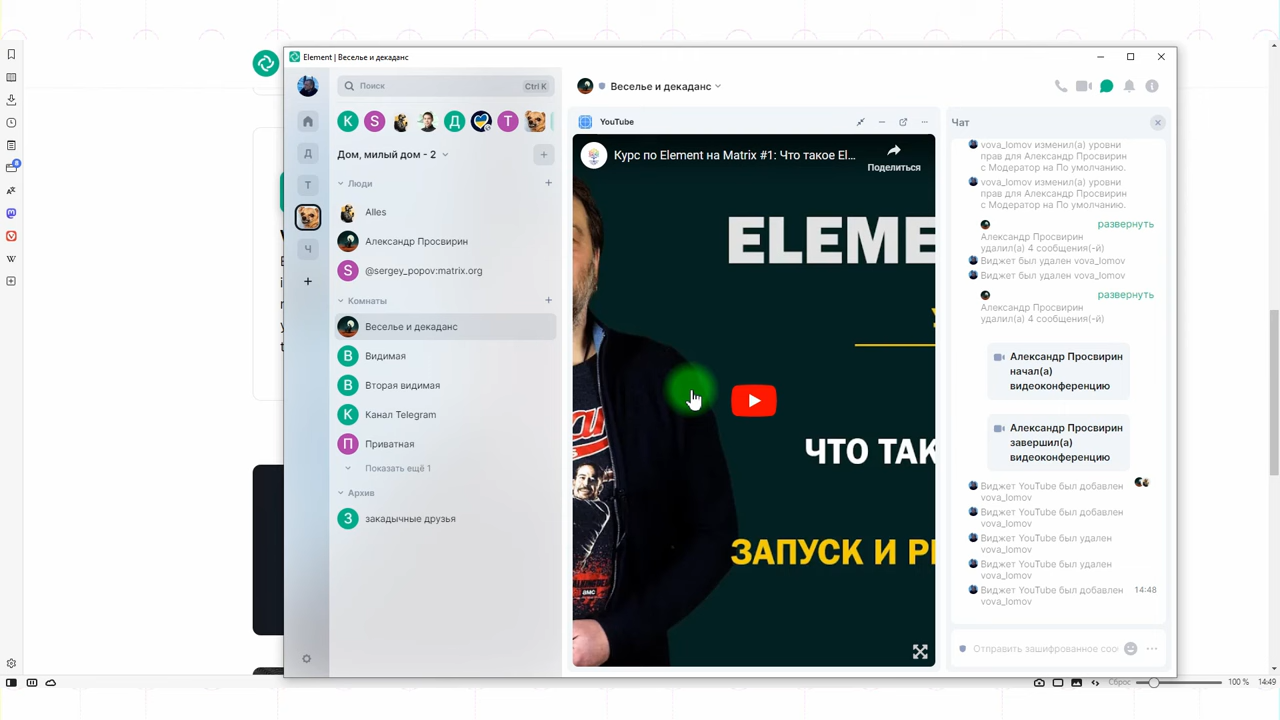 Element | Веселье и декаданс
Поиск
Ctrl K
K
S
Д
T
Дом, милый дом - 2
Люди
Alles
Александр Просвирин
S
@sergey_popov:matrix.org
Комнаты
Веселье и декаданс
В
Видимая
В
Вторая видимая
К
Канал Telegram
П
Приватная
Показать ещё 1
Архив
З
закадычные друзья
Д
Т
Ч
Веселье и декаданс
YouTube
Курс по Element на Matrix #1: Что такое El...
Поделиться
ELEME
ЧТО ТАК
ЗАПУСК И
amc
Чат
vova_lomov изменил(а) уровни
прав для Александр Просвирин
с Модератор на По умолчанию.
vova_lomov изменил(а) уровни
прав для Александр Просвирин
с Модератор на По умолчанию.
развернуть
Александр Просвирин
удалил(а) 4 сообщения(-й)
Виджет был удален vova_lomov
Виджет был удален vova_lomov
развернуть
Александр Просвирин
удалил(а) 4 сообщения(-й)
Александр Просвирин
начал(а)
видеоконференцию
Александр Просвирин
завершил(а)
видеоконференцию
Виджет YouTube был добавлен
vova_lomov
Виджет YouTube был добавлен
vova_lomov
Виджет YouTube был удален
vova_lomov
Виджет YouTube был удален
vova_lomov
Виджет YouTube был добавлен
vova_lomov
14:48
Отправить зашифрованное соо
Сброс
100 %
14:49